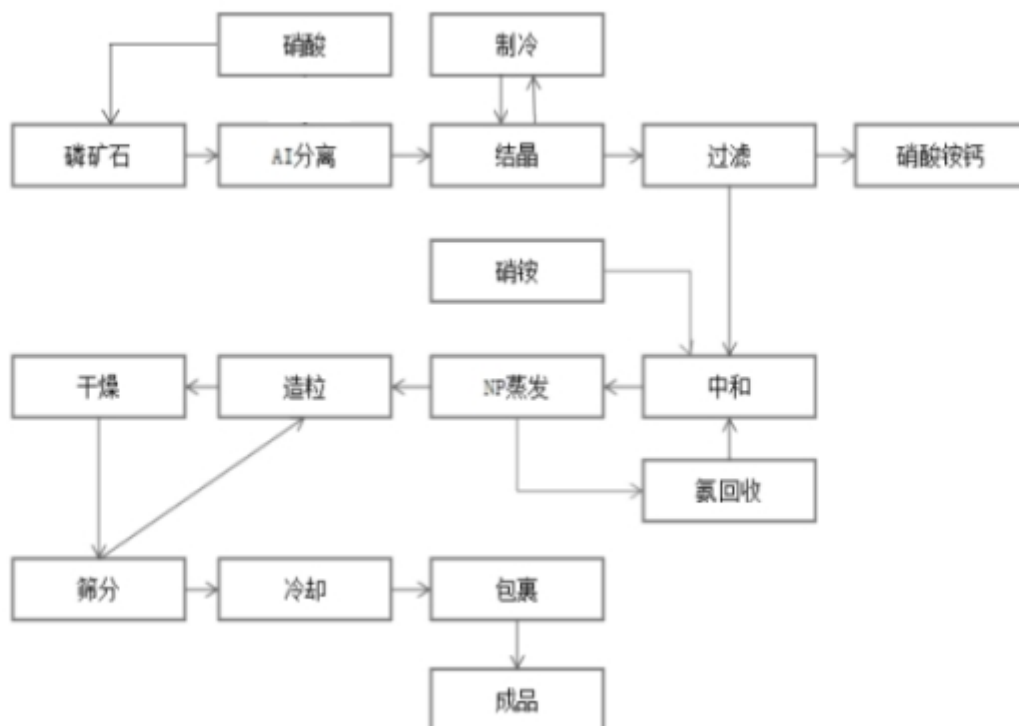 硝酸
制冷
磷矿石
AI分离
结晶
过滤
硝酸铵钙
硝铵
干燥
造粒
NP蒸发
中和
氨回收
筛分
冷却
包裹
成品